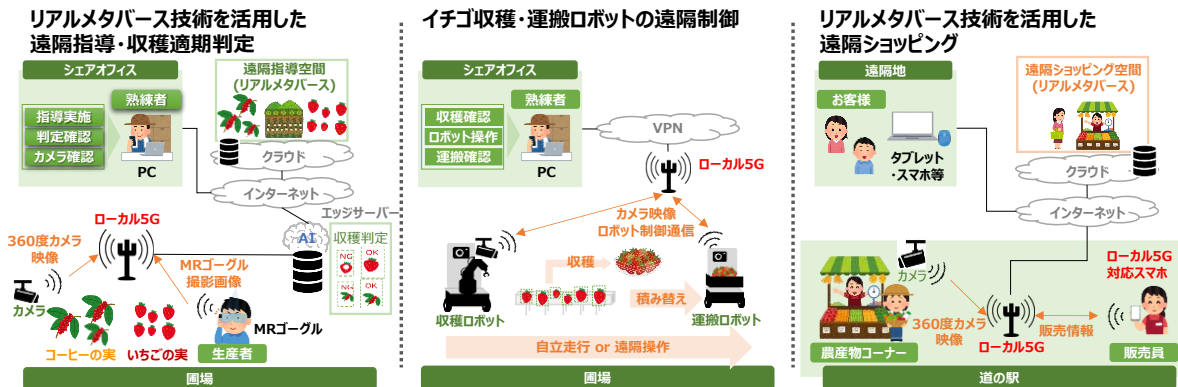 リアルメタバース技術を活用した
遠隔指導・収穫適期判定
シェアオフィス
熟練者
指導実施
判定確認
カメラ確認
PC
遠隔指導空間
(リアルメタバース)
クラウド
インターネット
エッジサーバー
AI
収穫判定
NG
OK
NG
OK
ローカル5G
360度カメラ
映像
MRゴーグル
撮影画像
カメラ
MRゴーグル
コーヒーの実
いちごの実
生産者
圃場
イチゴ収穫・運搬ロボットの遠隔制御
シェアオフィス
熟練者
収穫確認
ロボット操作
運搬確認
PC
VPN
ローカル5G
カメラ映像
ロボット制御通信
収穫
積み替え
収穫ロボット
運搬ロボット
自立走行 or 遠隔操作
圃場
リアルメタバース技術を活用した
遠隔ショッピング
遠隔地
お客様
タブレット
・スマホ等
遠隔ショッピング空間
(リアルメタバース)
クラウド
インターネット
カメラ
ローカル5G
対応スマホ
360度カメラ
映像
販売情報
ローカル5G
農産物コーナー
販売員
道の駅